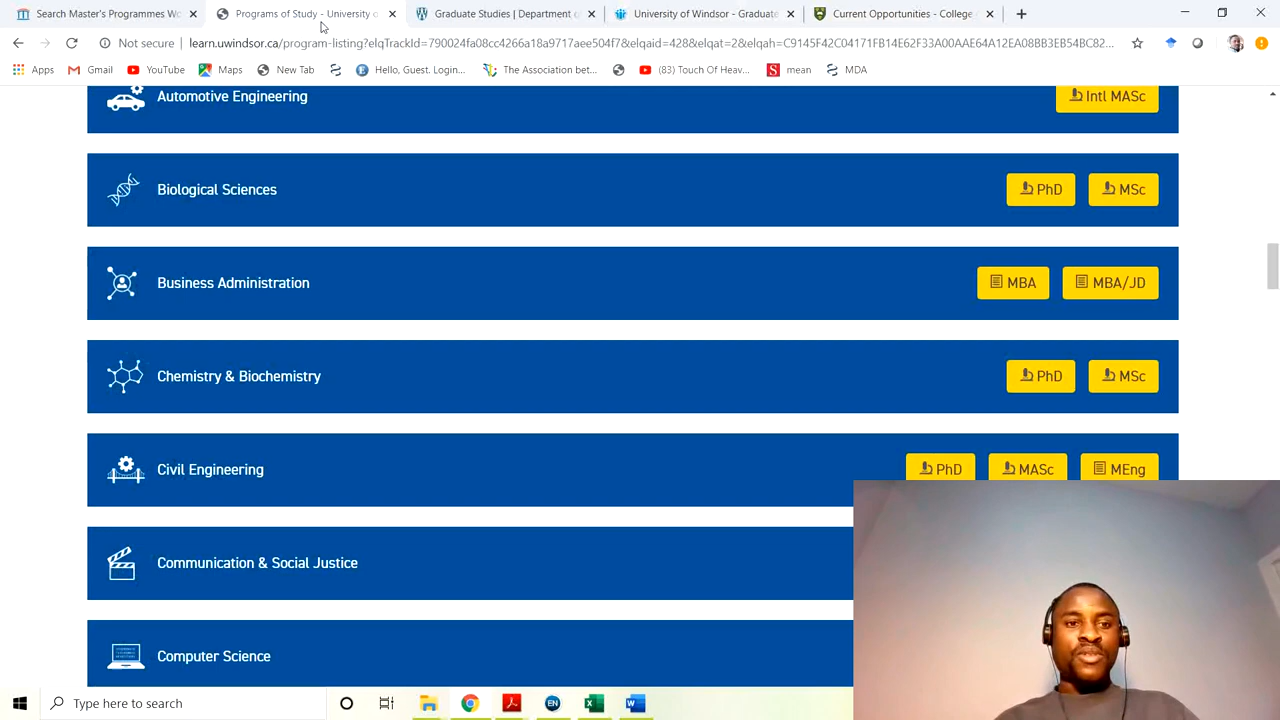 Search Master's Programmes Wo
Programs of Study - University o
Graduate Studies | Department o
University of Windsor - Graduate
Current Opportunities - College
Not secure | learn.uwindsor.ca/program-listing?elqTrackId=790024fa08cc4266a18a9717aee504f7&elqaid=428&elqat=2&elqah=C9145F42C04171FB14E62F33A00AAE64A12EA08BB3EB54BC82...
Apps Gmail YouTube Maps New Tab Hello, Guest. Login... The Association bet... (83) Touch Of Heav... mean MDA
Automotive Engineering Intl MASc
Biological Sciences PhD MSc
Business Administration MBA MBA/JD
Chemistry & Biochemistry PhD MSc
Civil Engineering PhD MASc MEng
Communication & Social Justice
Computer Science
Type here to search
EN